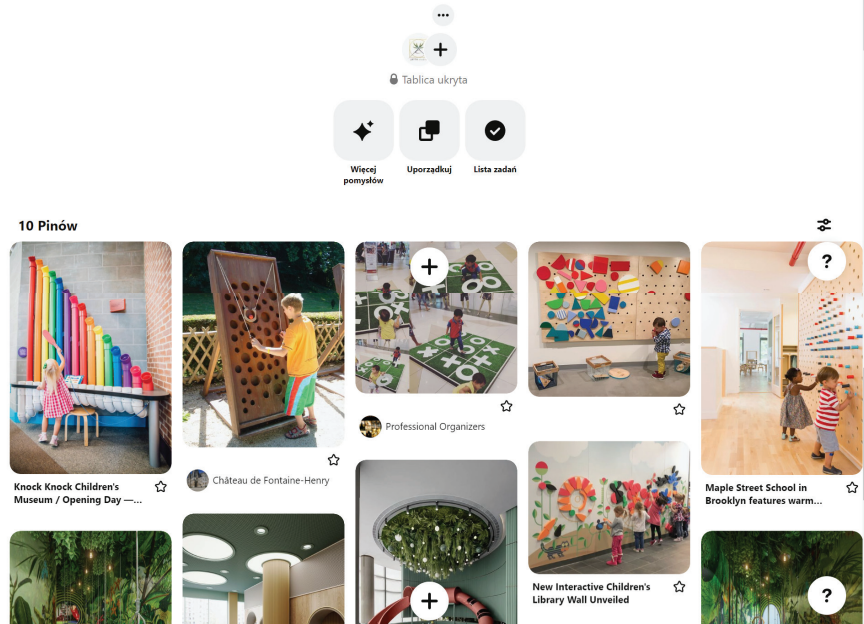 Tablica ukryta
Więcej
pomysłów
Uporządkuj
Lista zadań
10 Pinów
Knock Knock Children's
Museum / Opening Day —...
Château de Fontaine-Henry
Professional Organizers
New Interactive Children's
Library Wall Unveiled
Maple Street School in
Brooklyn features warm...